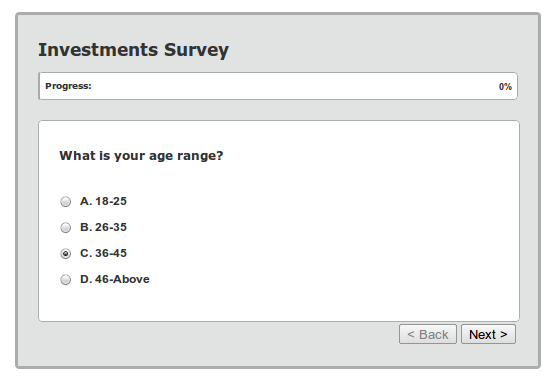 Investments Survey
Progress: 0%
What is your age range?
A. 18-25
B. 26-35
C. 36-45
D. 46-Above
< Back Next >